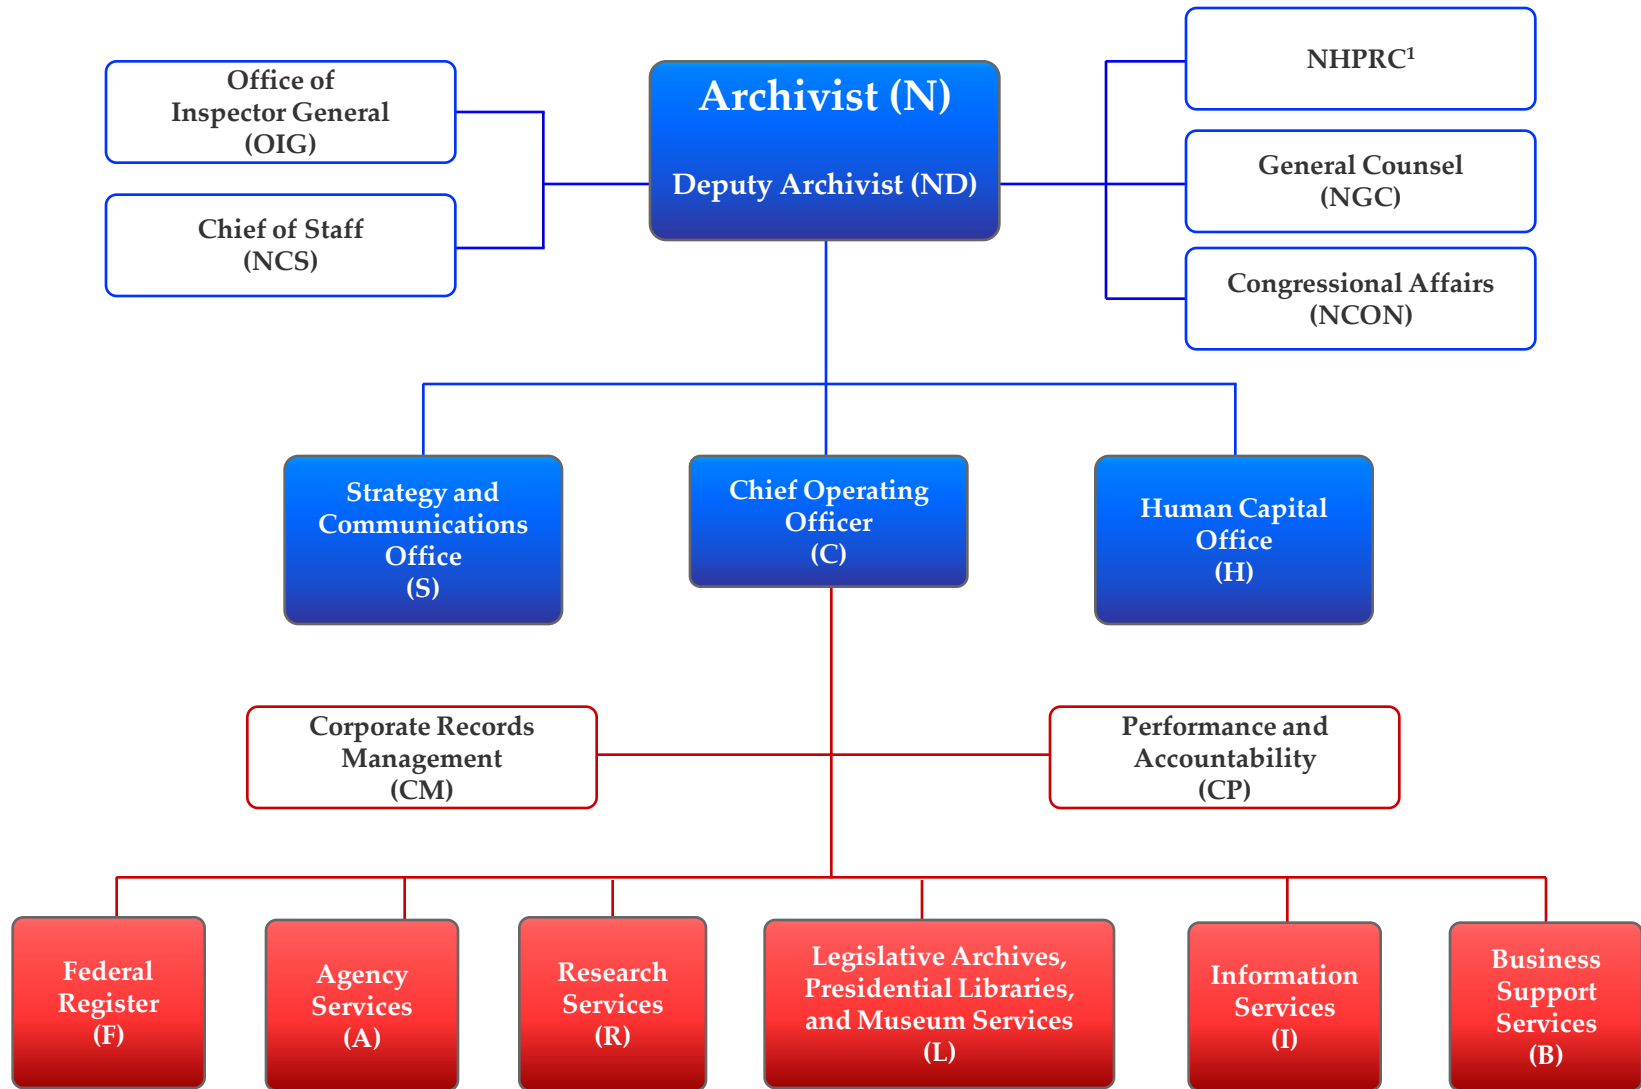 Archivist (N)
Deputy Archivist (ND)
Office of
Inspector General
(OIG)
Chief of Staff
(NCS)
NHPRC¹
General Counsel
(NGC)
Congressional Affairs
(NCON)
Strategy and
Communications
Office
(S)
Chief Operating
Officer
(C)
Human Capital
Office
(H)
Corporate Records
Management
(CM)
Performance and
Accountability
(CP)
Federal
Register
(F)
Agency
Services
(A)
Research
Services
(R)
Legislative Archives,
Presidential Libraries,
and Museum Services
(L)
Information
Services
(I)
Business
Support
Services
(B)